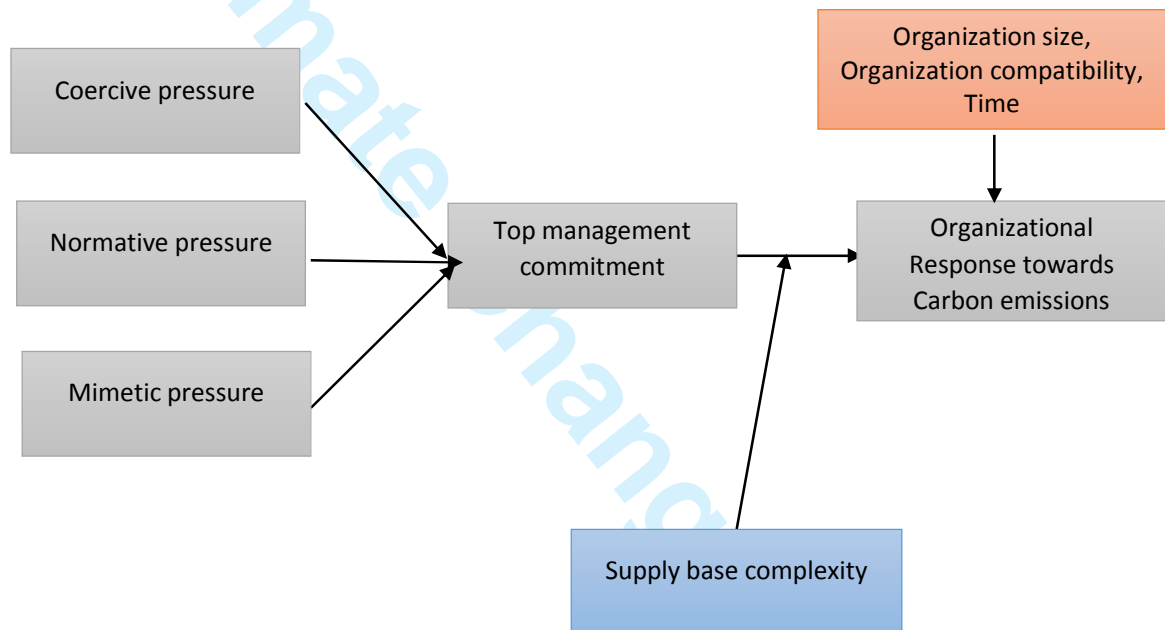 Organization size,
Organization compatibility,
Time
Coercive pressure
Normative pressure
Top management
commitment
Organizational
Response towards
Carbon emissions
Mimetic pressure
Supply base complexity